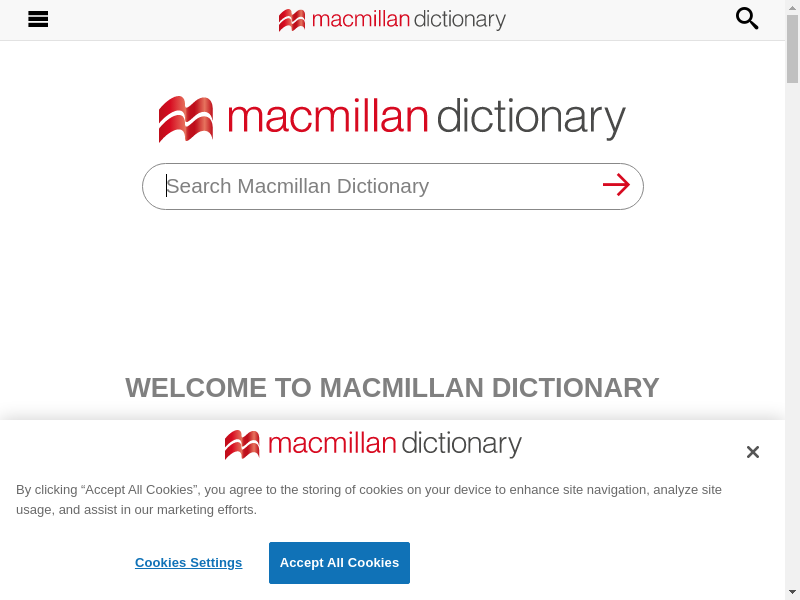 macmillan dictionary
macmillan dictionary
Search Macmillan Dictionary
WELCOME TO MACMILLAN DICTIONARY
macmillan dictionary
By clicking “Accept All Cookies”, you agree to the storing of cookies on your device to enhance site navigation, analyze site
usage, and assist in our marketing efforts.
Cookies Settings
Accept All Cookies